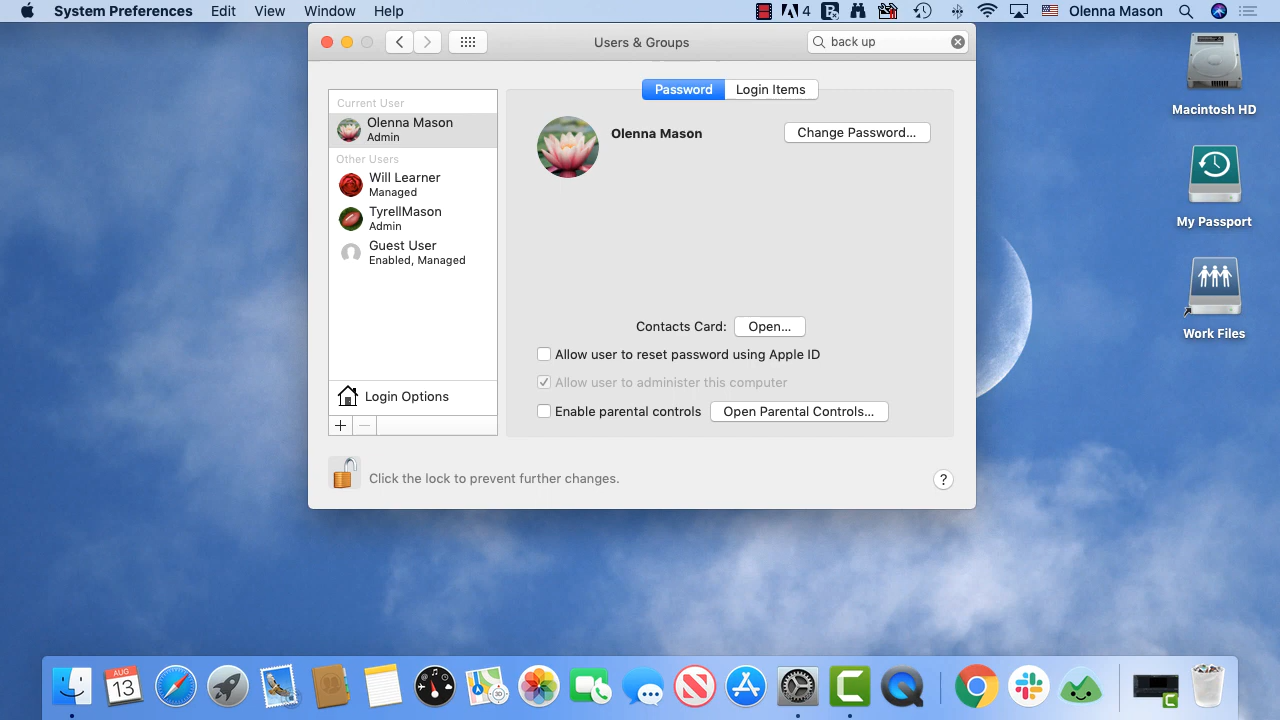 System Preferences Edit View Window Help 4 Olenna Mason
Users & Groups
back up
Password Login Items
Current User
Olenna Mason
Admin
Other Users
Will Learner
Managed
TyrellMason
Admin
Guest User
Enabled, Managed
Login Options
Olenna Mason
Change Password...
Contacts Card: Open...
Allow user to reset password using Apple ID
Allow user to administer this computer
Enable parental controls Open Parental Controls...
Click the lock to prevent further changes.
?
Macintosh HD
My Passport
Work Files
AUG
13
3D